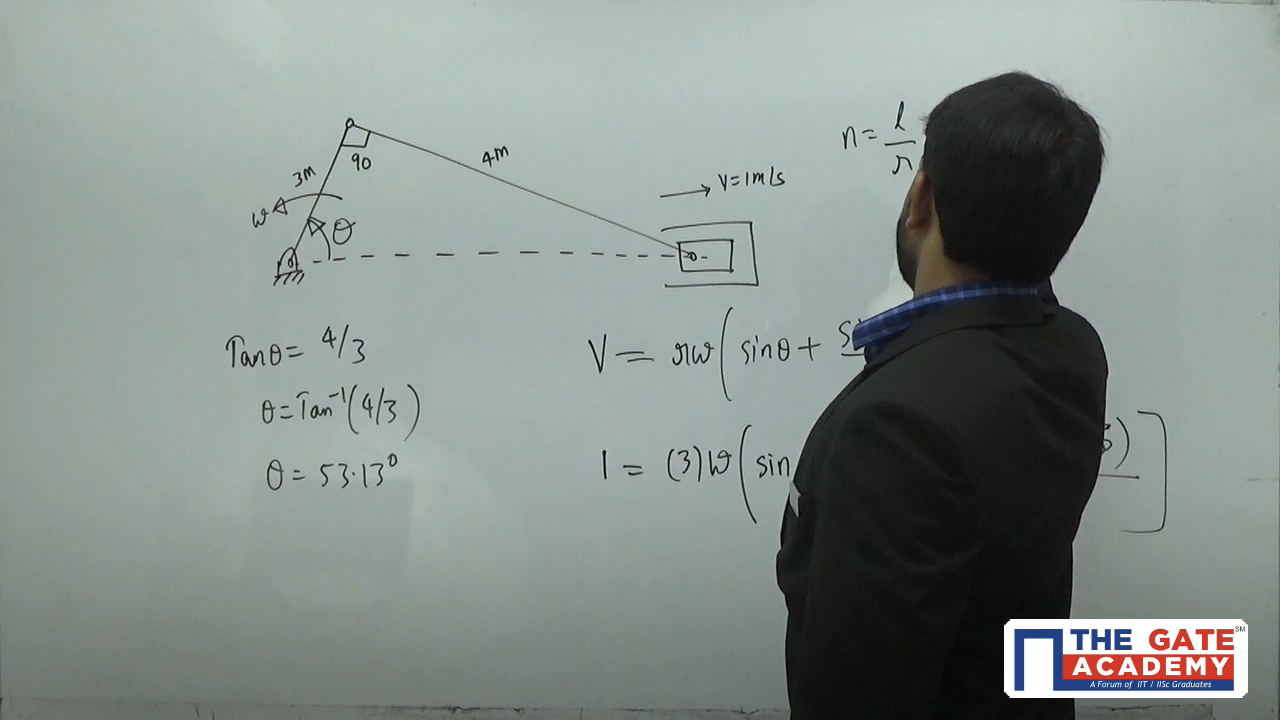 3m
90
4m
ω
θ
V=1m/s
n = l/r
Tanθ = 4/3
θ = Tan⁻¹(4/3)
θ = 53.13°
V = rω( sinθ +
1 = (3)ω( sin
THE GATE
ACADEMY
SM
A Forum of IIT / IISc Graduates